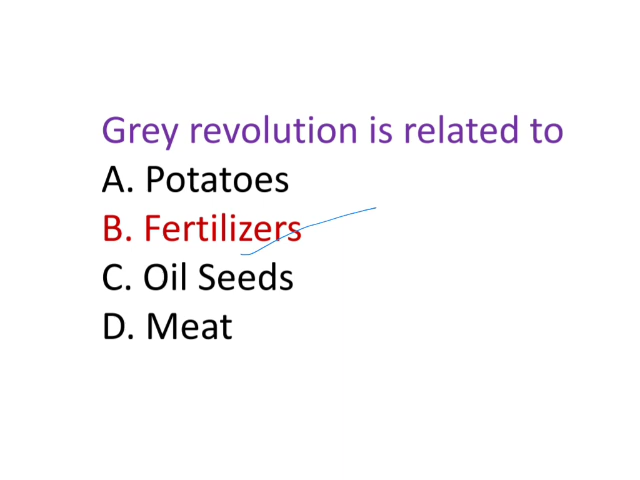 Grey revolution is related to
A. Potatoes
B. Fertilizers
C. Oil Seeds
D. Meat